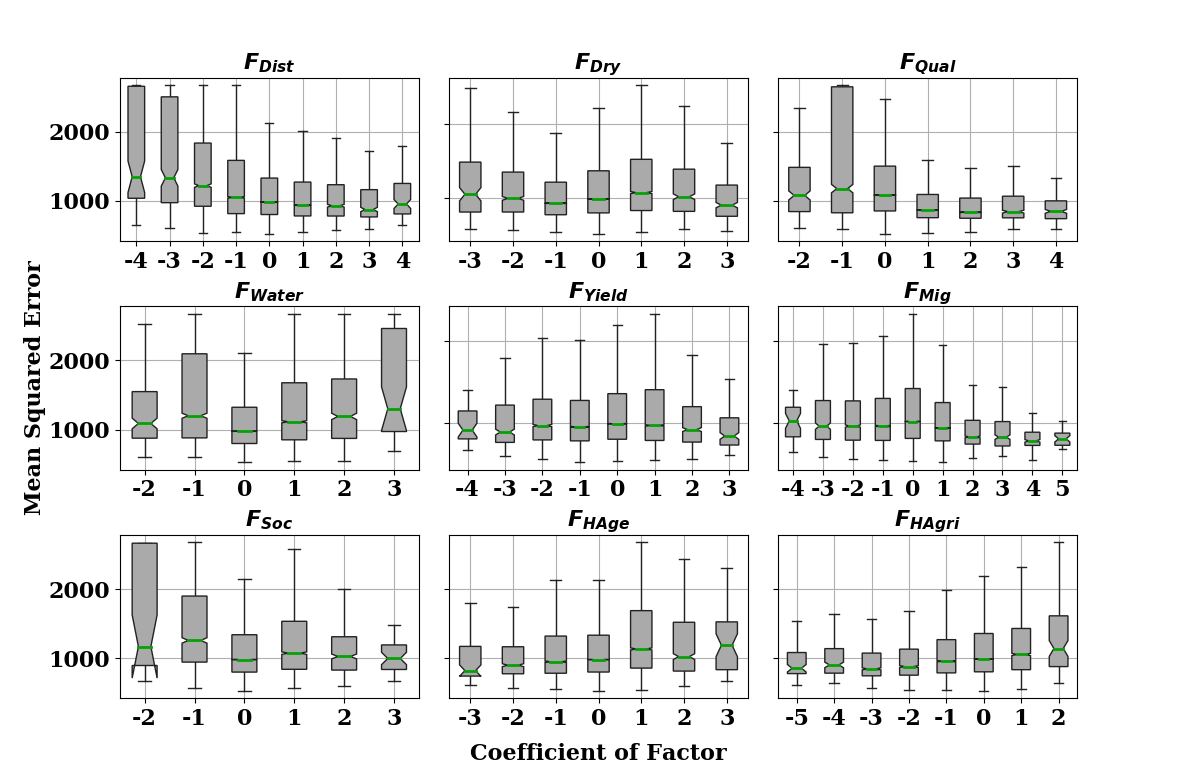 F_Dist F_Dry F_Qual
2000
1000
-4 -3 -2 -1 0 1 2 3 4 -3 -2 -1 0 1 2 3 -2 -1 0 1 2 3 4
F_Water F_Yield F_Mig
2000
1000
-2 -1 0 1 2 3 -4 -3 -2 -1 0 1 2 3 -4 -3 -2 -1 0 1 2 3 4 5
F_Soc F_HAge F_HAgri
2000
1000
-2 -1 0 1 2 3 -3 -2 -1 0 1 2 3 -5 -4 -3 -2 -1 0 1 2
Mean Squared Error
Coefficient of Factor